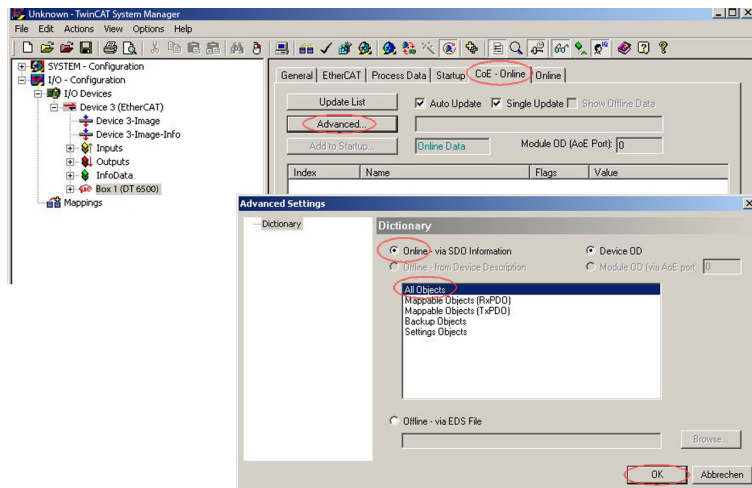 Unknown - TwinCAT System Manager
File Edit Actions View Options Help
SYSTEM - Configuration
I/O - Configuration
I/O Devices
Device 3 (EtherCAT)
Device 3-Image
Device 3-Image-Info
Inputs
Outputs
InfoData
Box 1 (DT 6500)
Mappings
General EtherCAT Process Data Startup CoE - Online Online
Update List Auto Update Single Update Show Offline Data
Advanced...
Add to Startup... Online Data Module OD (AoE Port): 0
Index Name Flags Value
Advanced Settings
Dictionary
Dictionary
Online - via SDO Information Device OD
Offline - from Device Description Module OD (via AoE port) 0
All Objects
Mappable Objects (RxPDO)
Mappable Objects (TxPDO)
Backup Objects
Settings Objects
Offline - via EDS File
Browse...
OK Abbrechen